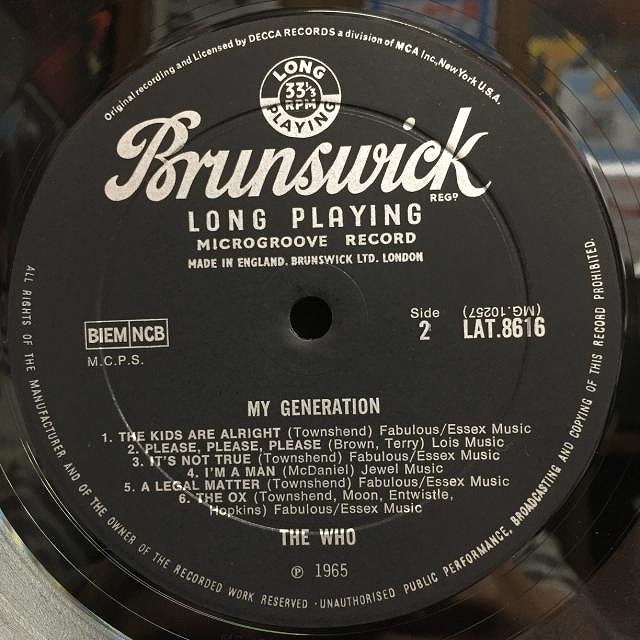 Original recording and Licensed by DECCA RECORDS a division of MCA Inc, New York U.S.A.
LONG
33⅓
RPM
PLAYING
Brunswick
REGD
LONG PLAYING
MICROGROOVE RECORD
MADE IN ENGLAND. BRUNSWICK LTD. LONDON
BIEM NCB
M.C.P.S.
Side
2
(MG.10257)
LAT.8616
MY GENERATION
1. THE KIDS ARE ALRIGHT (Townshend) Fabulous/Essex Music
2. PLEASE, PLEASE, PLEASE (Brown, Terry) Lois Music
3. IT'S NOT TRUE (Townshend) Fabulous/Essex Music
4. I'M A MAN (McDaniel) Jewel Music
5. A LEGAL MATTER (Townshend) Fabulous/Essex Music
6. THE OX (Townshend, Moon, Entwistle,
Hopkins) Fabulous/Essex Music
THE WHO
℗ 1965
ALL RIGHTS OF THE MANUFACTURER AND OF THE OWNER OF THE RECORDED WORK RESERVED · UNAUTHORISED PUBLIC PERFORMANCE, BROADCASTING AND COPYING OF THIS RECORD PROHIBITED.